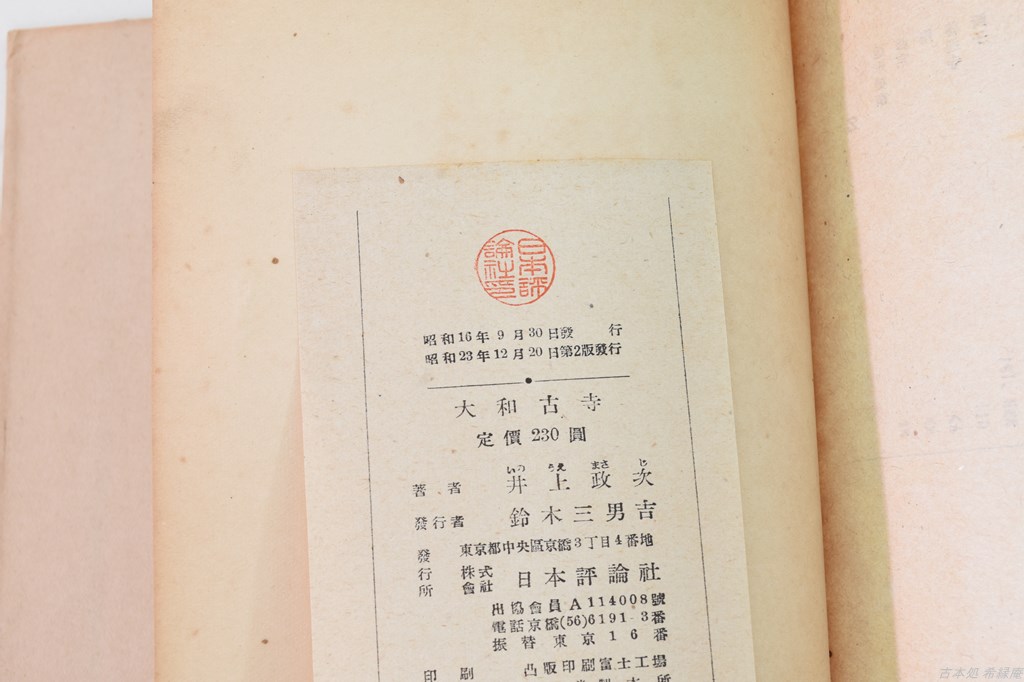 日本評論社印
昭和16年9月30日發行
昭和23年12月20日第2版發行
大和古寺
定價230圓
いのうえまさじ
著者 井上政次
發行者 鈴木三男吉
發行所 東京都中央區京橋3丁目4番地
株式會社 日本評論社
出協會員A114008號
電話京橋(56)6191-3番
振替東京16番
印刷 凸版印刷富士工場
古本処 希縁庵